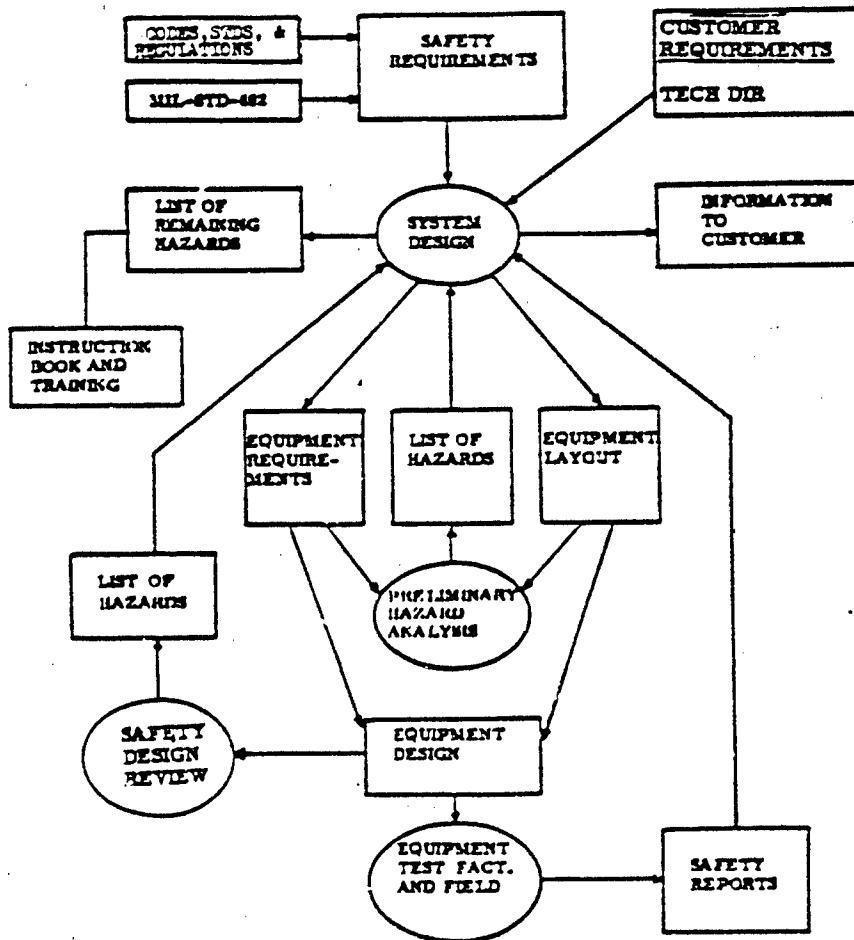 CODES, STDS, &
REGULATIONS
SAFETY
REQUIREMENTS
CUSTOMER
REQUIREMENTS
MIL-STD-882
TECH DIR
LIST OF
REMAINING
HAZARDS
SYSTEM
DESIGN
INFORMATION
TO
CUSTOMER
INSTRUCTION
BOOK AND
TRAINING
EQUIPMENT
REQUIRE-
MENTS
LIST OF
HAZARDS
EQUIPMENT
LAYOUT
LIST OF
HAZARDS
PRELIMINARY
HAZARD
ANALYSIS
SAFETY
DESIGN
REVIEW
EQUIPMENT
DESIGN
EQUIPMENT
TEST FACT.
AND FIELD
SAFETY
REPORTS